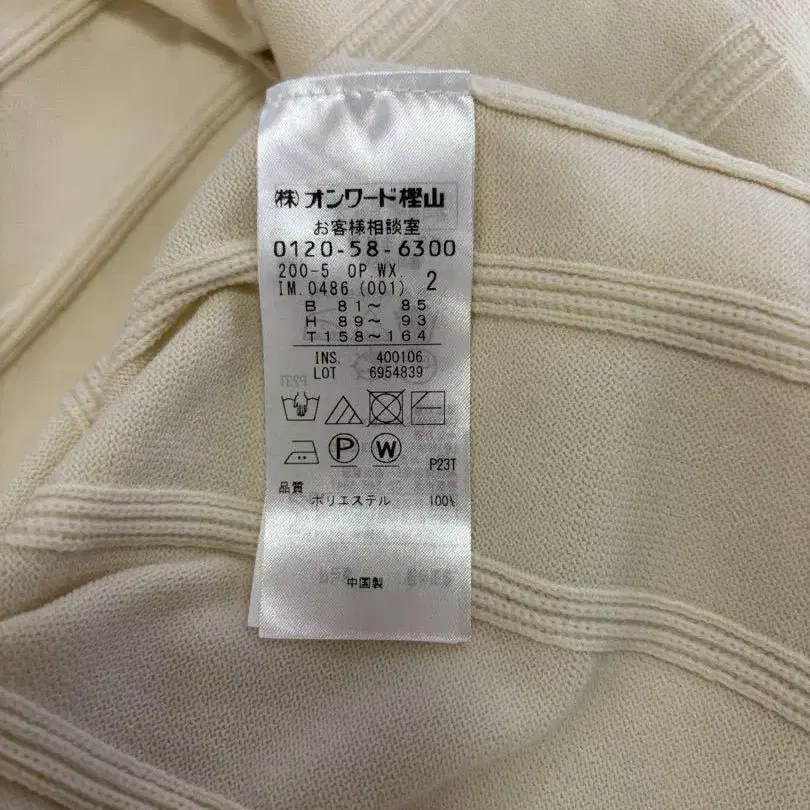 (株)オンワード樫山
お客様相談室
0120-58-6300
200-5 OP.WX.
IM.0486(001) 2
B 81～ 85
H 89～ 93
T158～164
INS. 400106
LOT 6954839
P W
P23T
品質
ポリエステル 100%
中国製